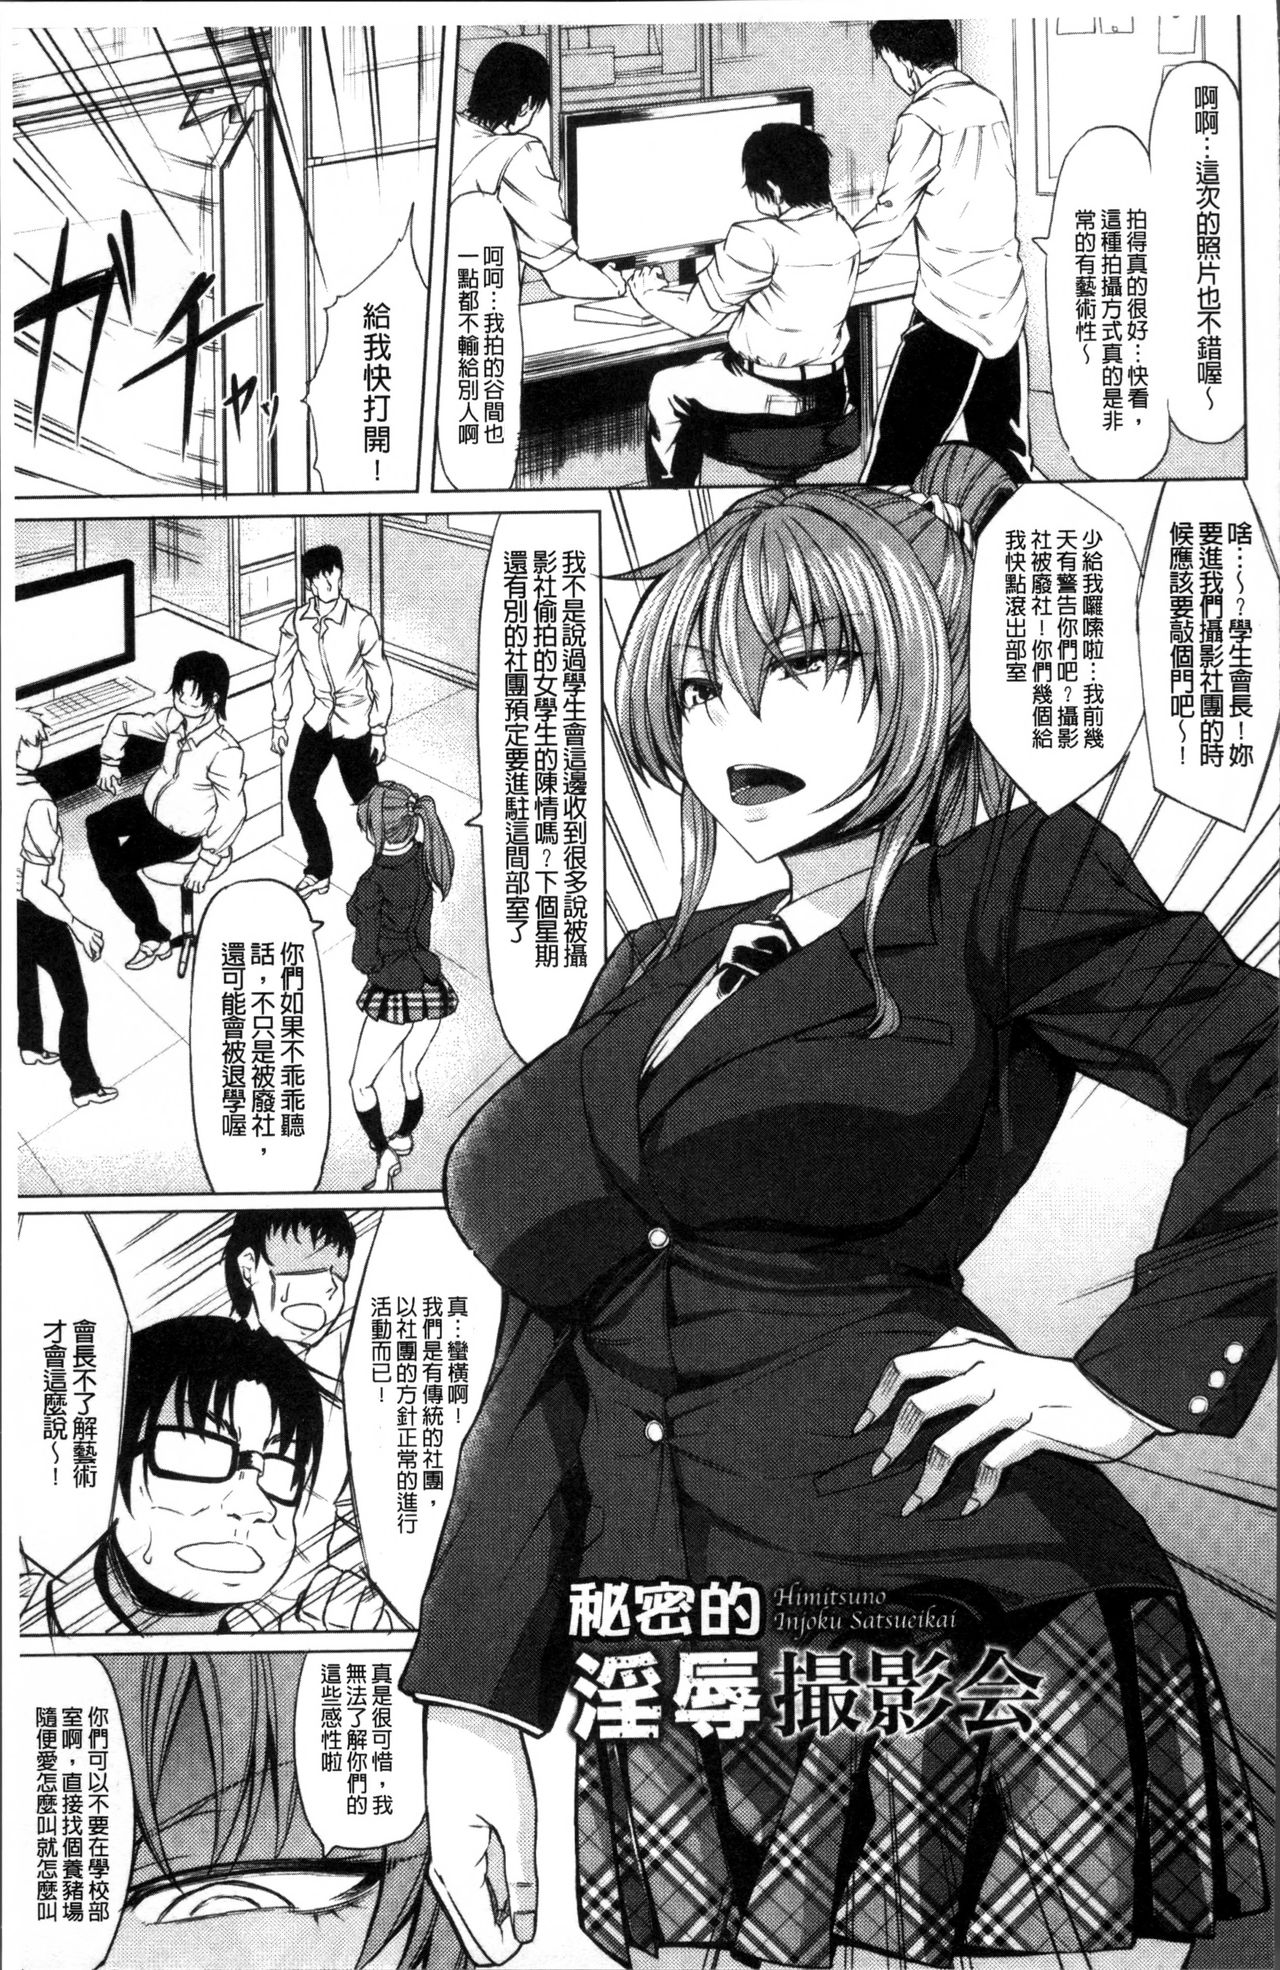 啊啊…這次的照片也不錯喔～
拍得真的很好…快看，
這種拍攝方式真的是非
常的有藝術性～
呵呵…我拍的谷間也
一點都不輸給別人啊
給我快打開！
ガチャッ
啥…～？學生會長！妳
要進我們攝影社團的時
候應該要敲個門吧～！
少給我囉嗦啦…我前幾
天有警告你們吧？攝影
社被廢社！你們幾個給
我快點滾出部室
我不是說過學生會這邊收到很多說被攝
影社偷拍的女學生的陳情嗎？下個星期
還有別的社團預定要進駐這間部室了
你們如果不乖乖聽
話，不只是被廢社，
還可能會被退學喔
真…蠻橫啊！
我們是有傳統的社團，
以社團的方針正常的進行
活動而已！
會長不了解藝術
才會這麼說～！
真是很可惜，我
無法了解你們的
這些感性啦
你們可以不要在學校部
室啊，直接找個養豬場
隨便愛怎麼叫就怎麼叫
秘密的
Himitsuno
Injoku Satsueikai
淫辱撮影会